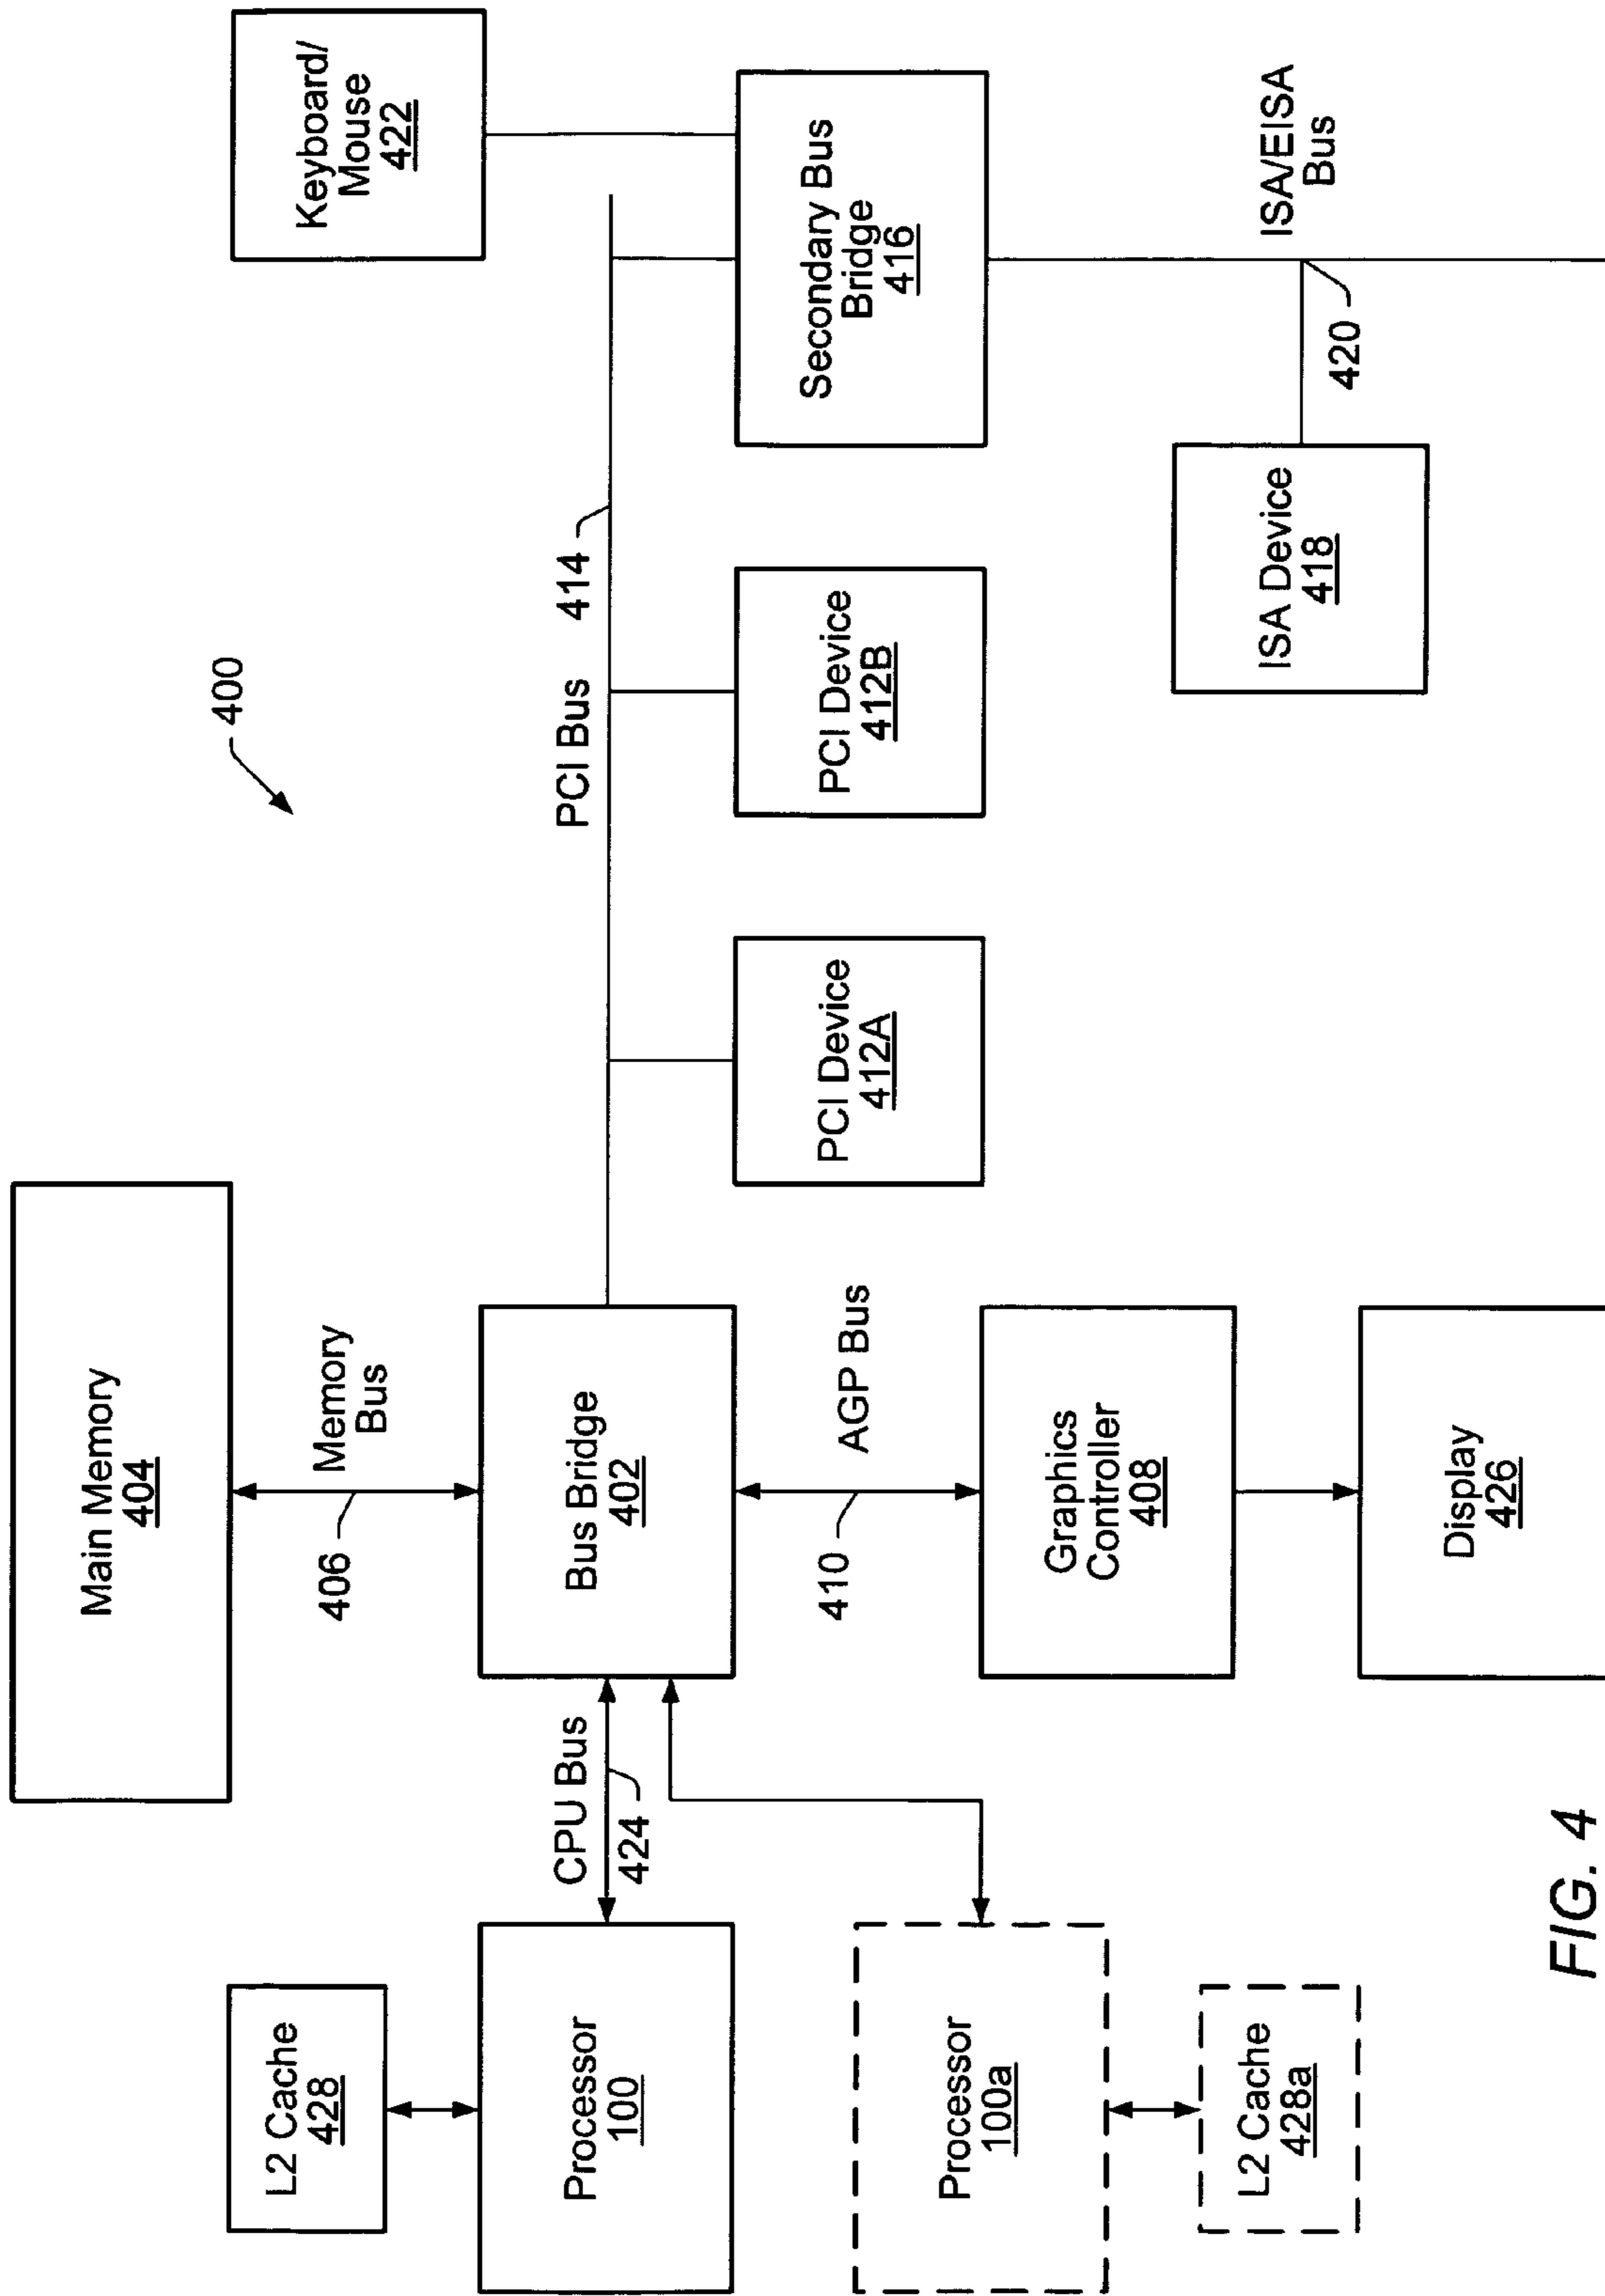 Main Memory
404
400
Keyboard/
Mouse
422
L2 Cache
428
406
Memory
Bus
CPU Bus
424
PCI Bus
414
Processor
100
Bus Bridge
402
PCI Device
412A
PCI Device
412B
Secondary Bus
Bridge
416
410
AGP Bus
Processor
100a
Graphics
Controller
408
ISA Device
418
420
ISA/EISA
Bus
L2 Cache
428a
Display
426
FIG. 4